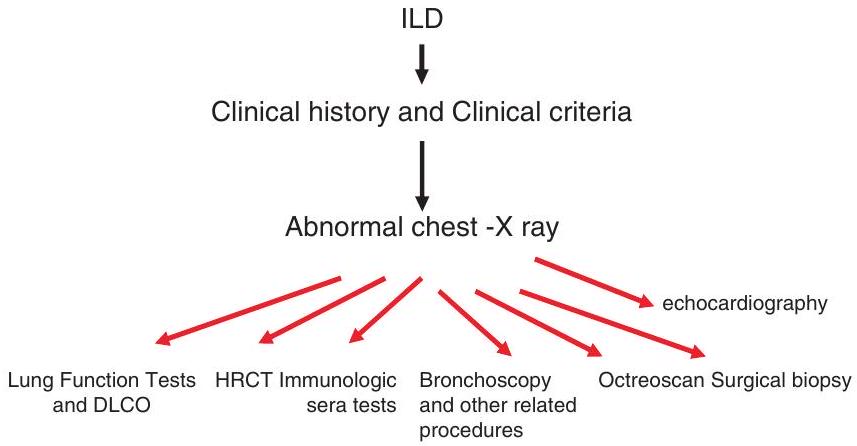 ILD
Clinical history and Clinical criteria
Abnormal chest -X ray
echocardiography
Lung Function Tests
and DLCO
HRCT Immunologic
sera tests
Bronchoscopy
and other related
procedures
Octreoscan Surgical biopsy